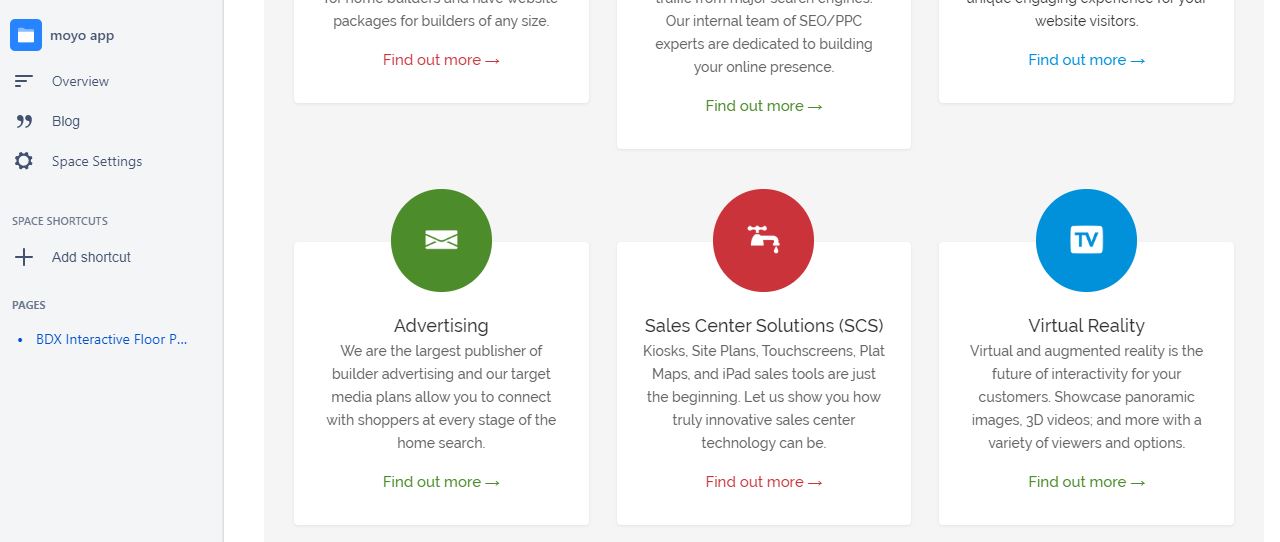 moyo app
Overview
Blog
Space Settings
SPACE SHORTCUTS
Add shortcut
PAGES
BDX Interactive Floor P...
for home builders and have website
packages for builders of any size.
Find out more →
traffic from major search engines.
Our internal team of SEO/PPC
experts are dedicated to building
your online presence.
Find out more →
unique engaging experience for your
website visitors.
Find out more →
Advertising
We are the largest publisher of
builder advertising and our target
media plans allow you to connect
with shoppers at every stage of the
home search.
Find out more →
Sales Center Solutions (SCS)
Kiosks, Site Plans, Touchscreens, Plat
Maps, and iPad sales tools are just
the beginning. Let us show you how
truly innovative sales center
technology can be.
Find out more →
TV
Virtual Reality
Virtual and augmented reality is the
future of interactivity for your
customers. Showcase panoramic
images, 3D videos; and more with a
variety of viewers and options.
Find out more →